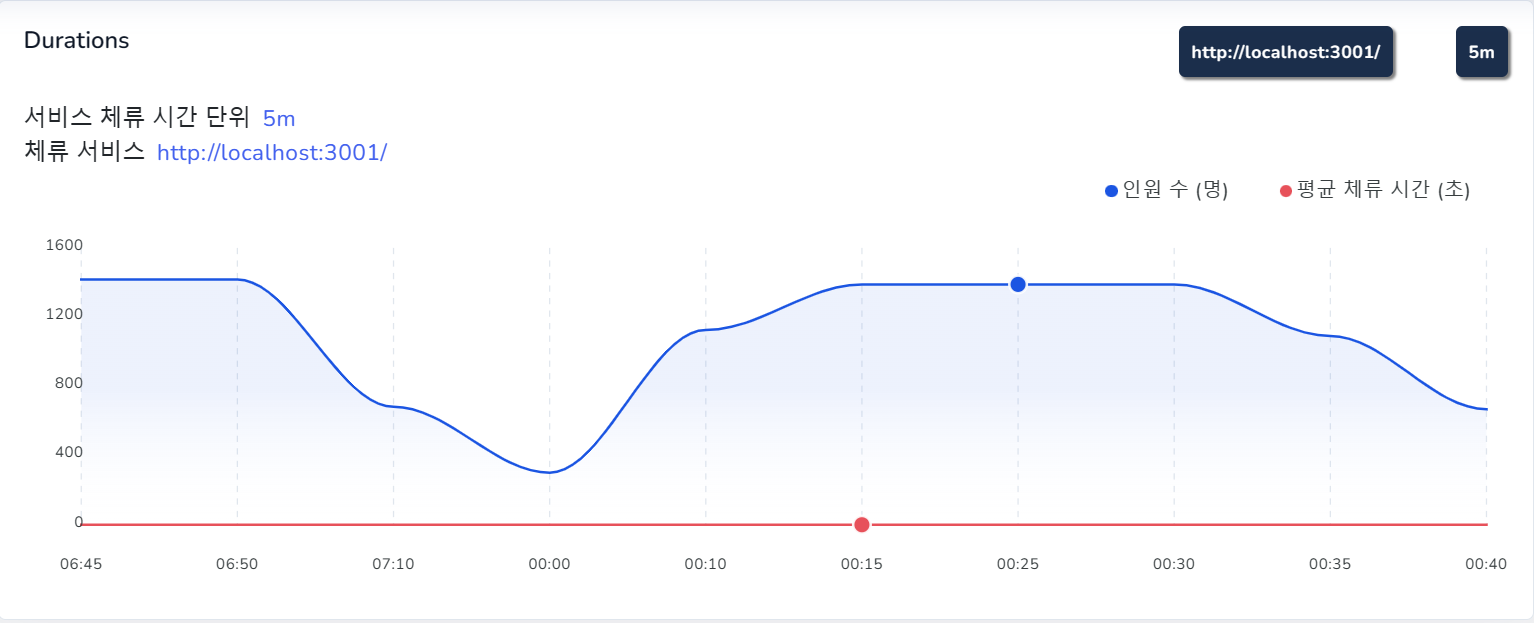 Durations
http://localhost:3001/
5m
서비스 체류 시간 단위 5m
체류 서비스 http://localhost:3001/
인원 수 (명)
평균 체류 시간 (초)
1600
1200
800
400
0
06:45 06:50 07:10 00:00 00:10 00:15 00:25 00:30 00:35 00:40